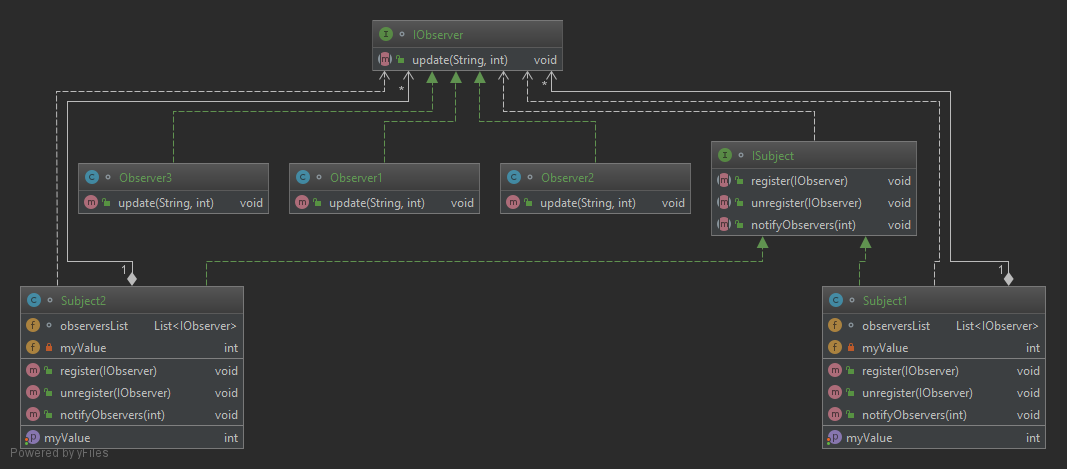 IObserver
update(String, int) void
*
*
Observer3
update(String, int) void
Observer1
update(String, int) void
Observer2
update(String, int) void
ISubject
register(IObserver) void
unregister(IObserver) void
notifyObservers(int) void
1
1
Subject2
observersList List<IObserver>
myValue int
register(IObserver) void
unregister(IObserver) void
notifyObservers(int) void
myValue int
Subject1
observersList List<IObserver>
myValue int
register(IObserver) void
unregister(IObserver) void
notifyObservers(int) void
myValue int
Powered by yFiles